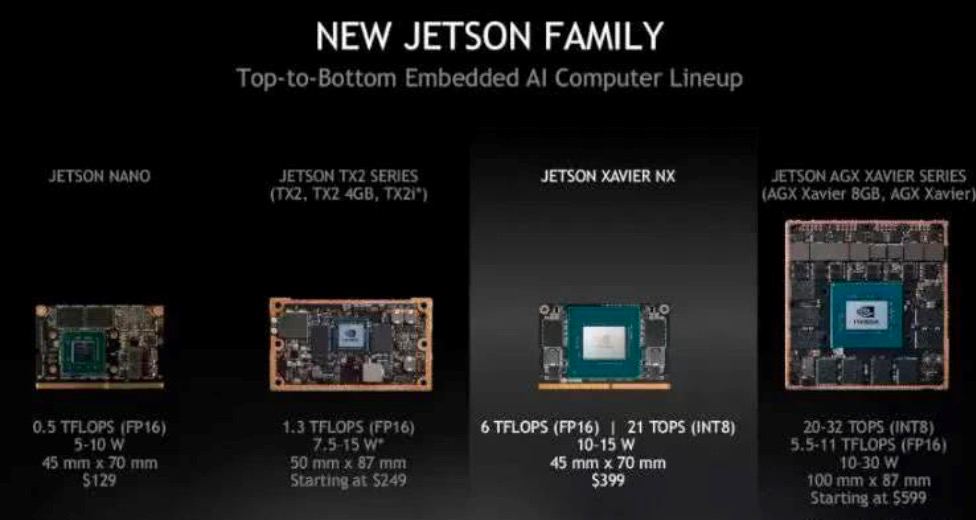 NEW JETSON FAMILY
Top-to-Bottom Embedded AI Computer Lineup
JETSON NANO
0.5 TFLOPS (FP16)
5-10 W
45 mm x 70 mm
$129
JETSON TX2 SERIES
(TX2, TX2 4GB, TX2i*)
1.3 TFLOPS (FP16)
7.5-15 W*
50 mm x 87 mm
Starting at $249
JETSON XAVIER NX
6 TFLOPS (FP16) | 21 TOPS (INT8)
10-15 W
45 mm x 70 mm
$399
JETSON AGX XAVIER SERIES
(AGX Xavier 8GB, AGX Xavier)
NVIDIA
20-32 TOPS (INT8)
5.5-11 TFLOPS (FP16)
10-30 W
100 mm x 87 mm
Starting at $599